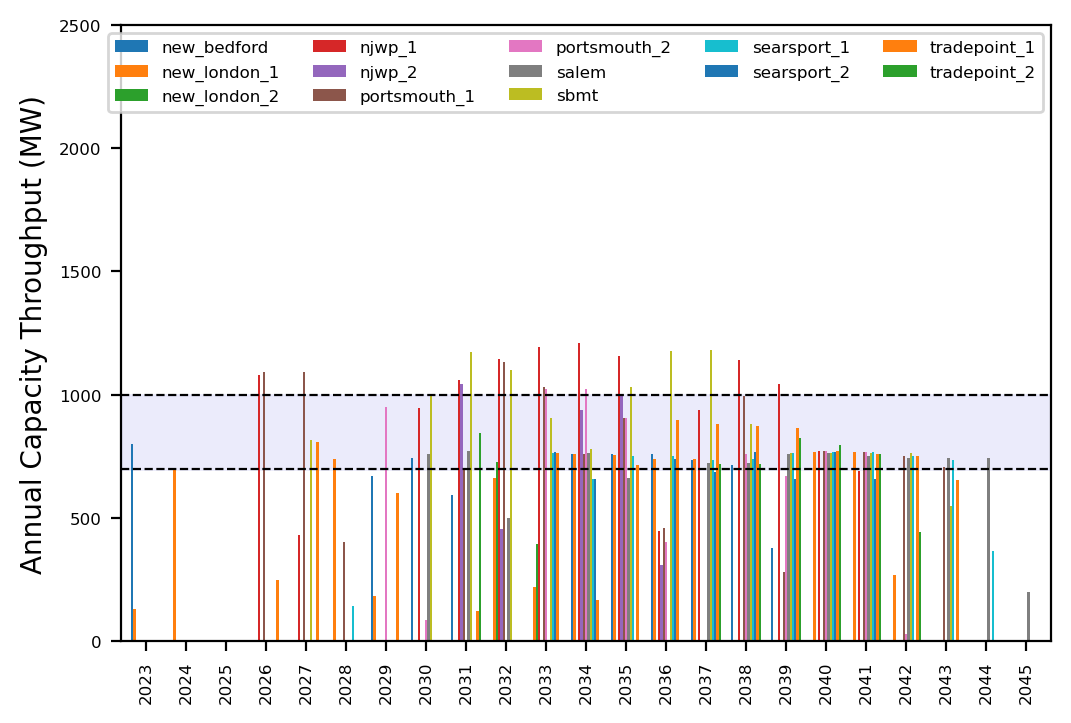 2500
2000
1500
1000
500
0
Annual Capacity Throughput (MW)
new_bedford
new_london_1
new_london_2
njwp_1
njwp_2
portsmouth_1
portsmouth_2
salem
sbmt
searsport_1
searsport_2
tradepoint_1
tradepoint_2
2023
2024
2025
2026
2027
2028
2029
2030
2031
2032
2033
2034
2035
2036
2037
2038
2039
2040
2041
2042
2043
2044
2045